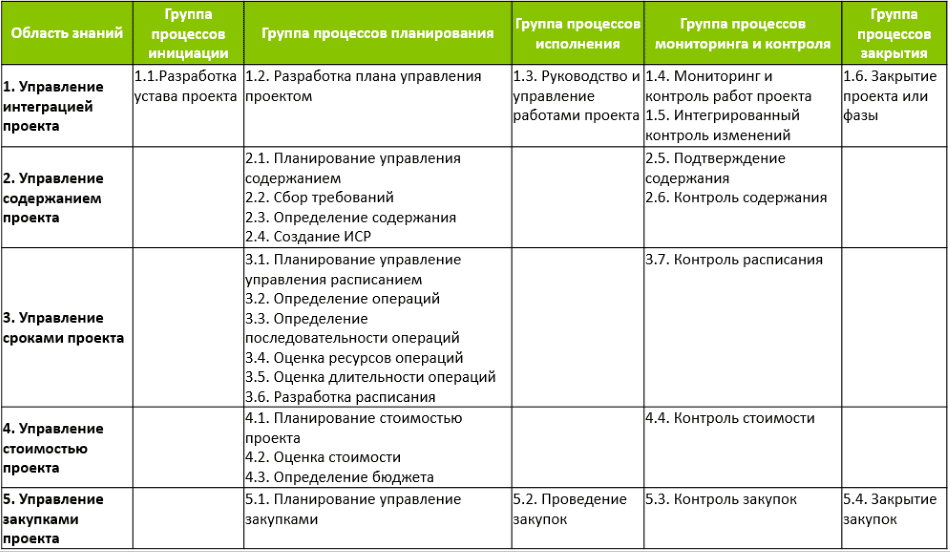 Область знаний
Группа
процессов
инициации
Группа процессов планирования
Группа процессов
исполнения
Группа процессов
мониторинга и контроля
Группа
процессов
закрытия
1. Управление
интеграцией
проекта
1.1.Разработка
устава проекта
1.2. Разработка плана управления
проектом
1.3. Руководство и
управление
работами проекта
1.4. Мониторинг и
контроль работ проекта
1.5. Интегрированный
контроль изменений
1.6. Закрытие
проекта или
фазы
2. Управление
содержанием
проекта
2.1. Планирование управления
содержанием
2.2. Сбор требований
2.3. Определение содержания
2.4. Создание ИСР
2.5. Подтверждение
содержания
2.6. Контроль содержания
3. Управление
сроками проекта
3.1. Планирование управление
управления расписанием
3.2. Определение операций
3.3. Определение
последовательности операций
3.4. Оценка ресурсов операций
3.5. Оценка длительности операций
3.6. Разработка расписания
3.7. Контроль расписания
4. Управление
стоимостью
проекта
4.1. Планирование стоимостью
проекта
4.2. Оценка стоимости
4.3. Определение бюджета
4.4. Контроль стоимости
5. Управление
закупками
проекта
5.1. Планирование управление
закупками
5.2. Проведение
закупок
5.3. Контроль закупок
5.4. Закрытие
закупок